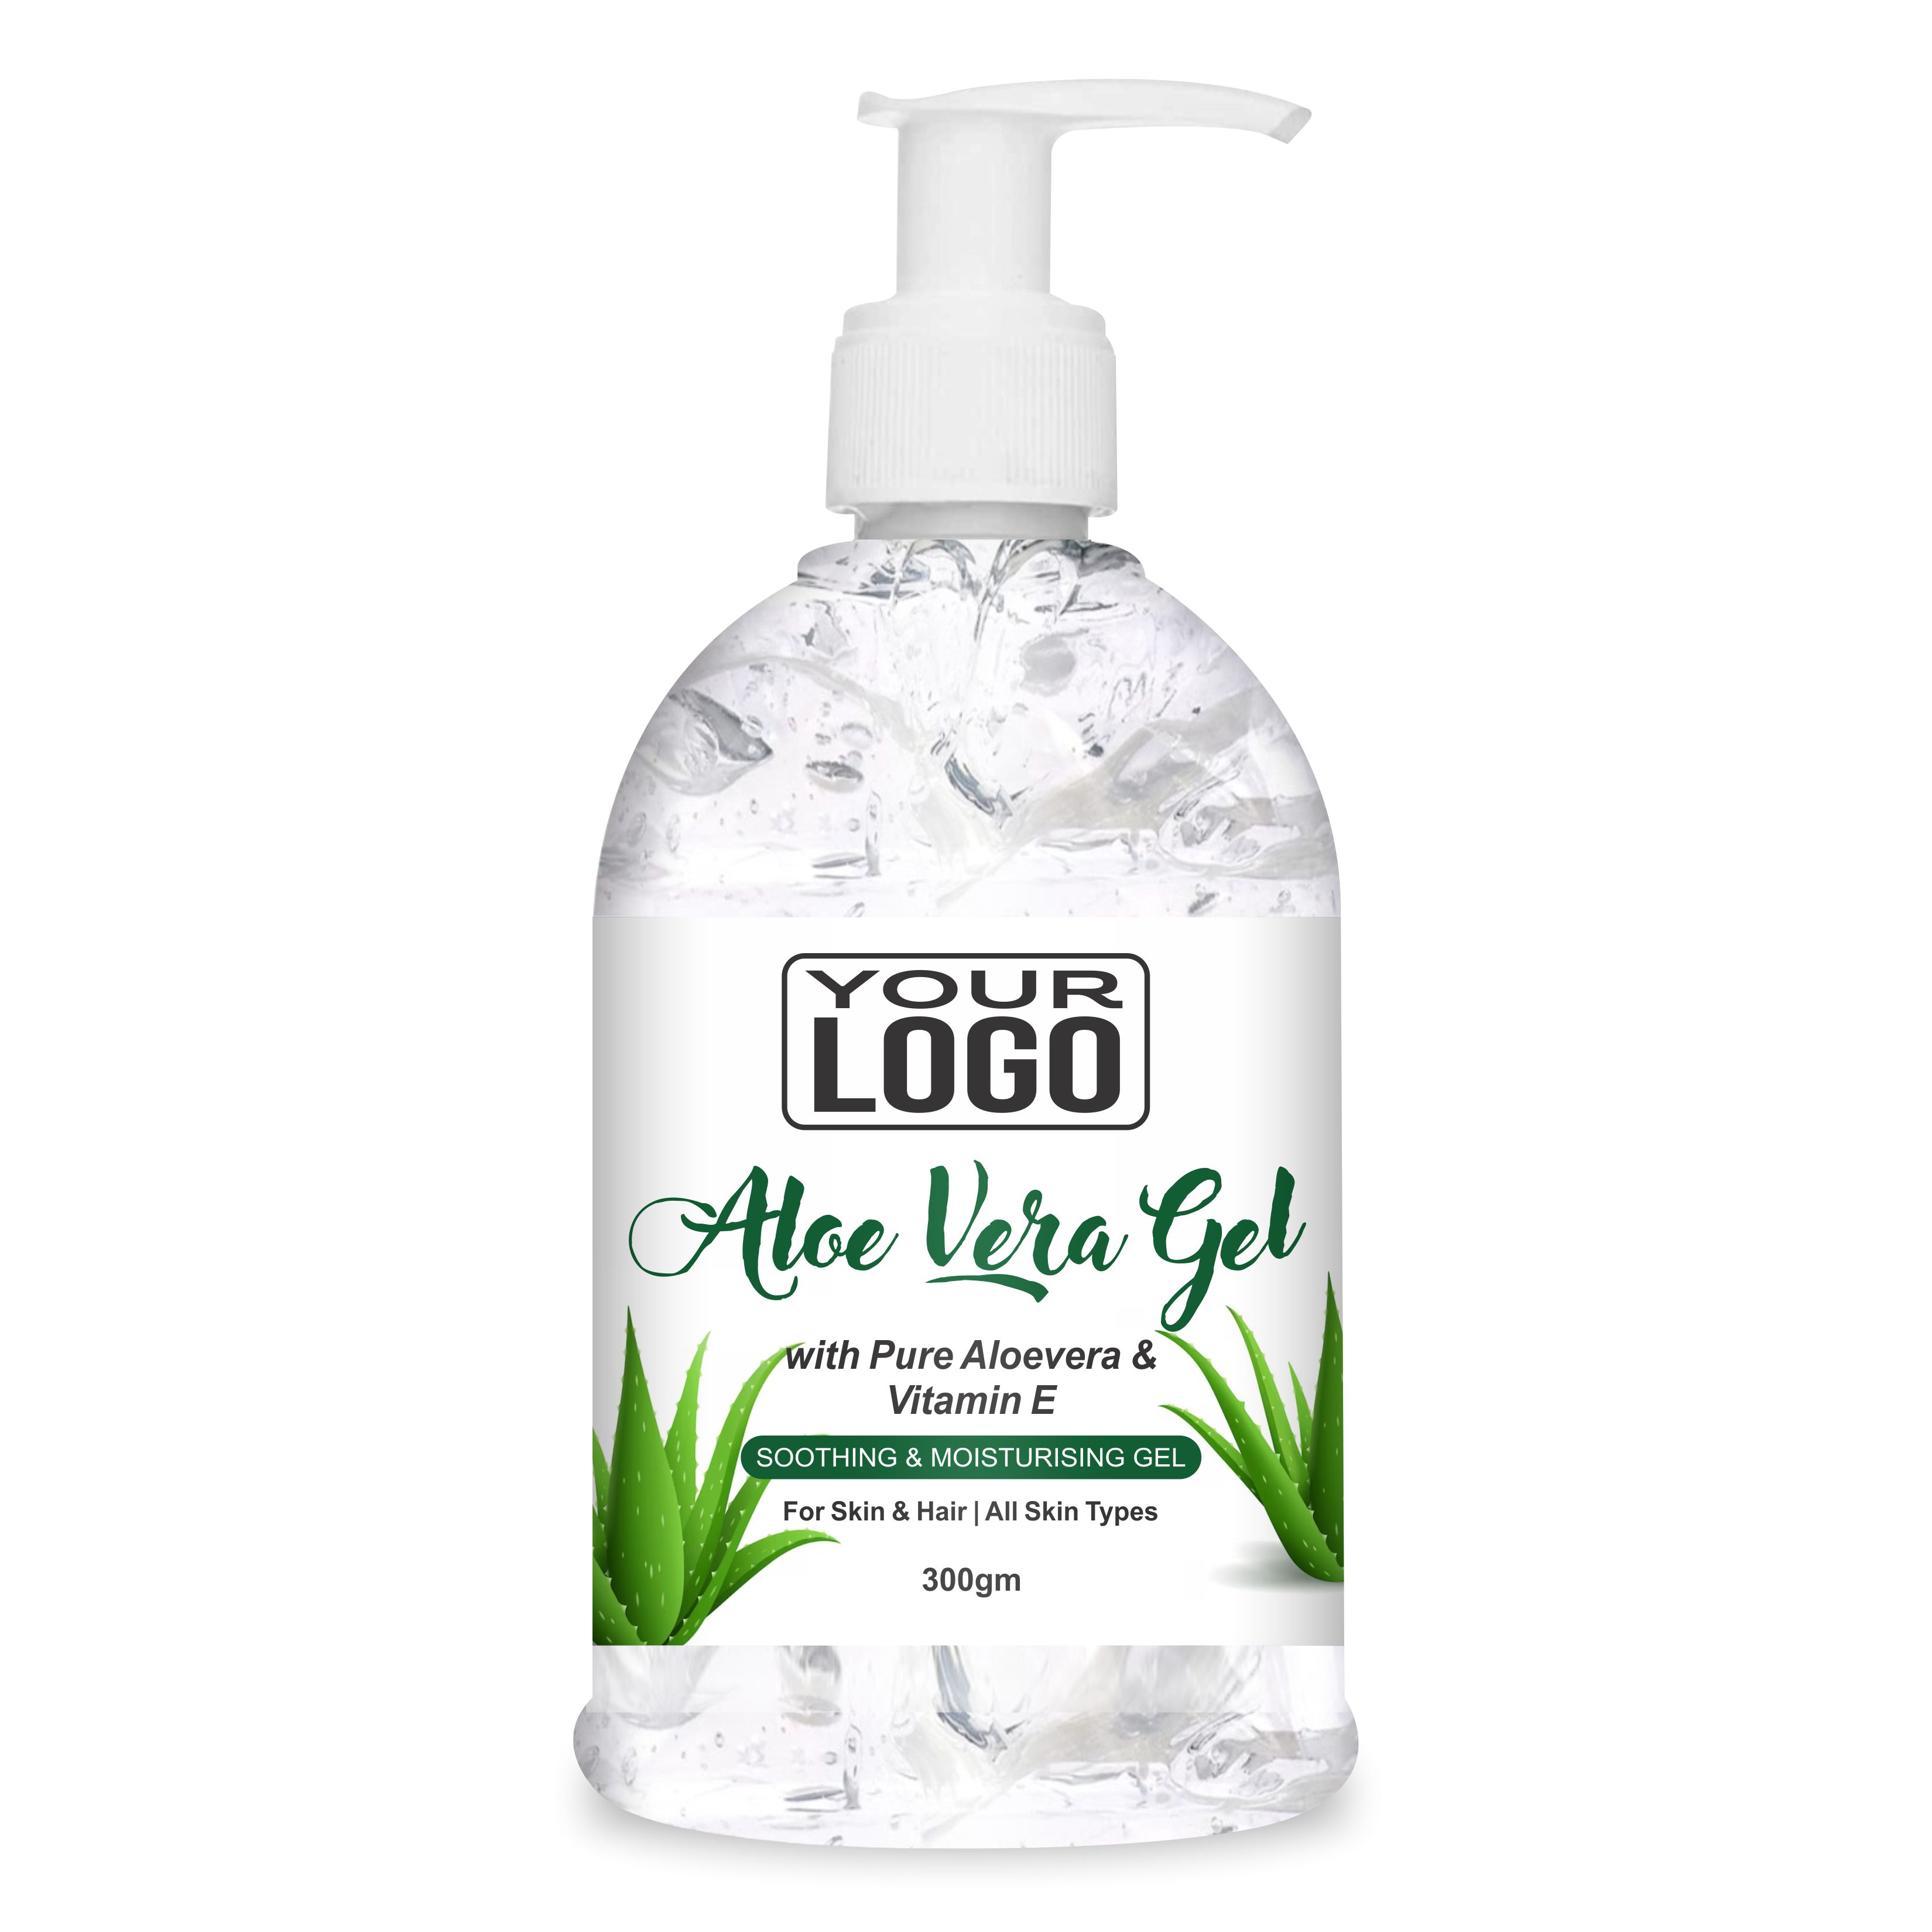 YOUR
LOGO
Aloe Vera Gel
with Pure Aloevera &
Vitamin E
SOOTHING & MOISTURISING GEL
For Skin & Hair | All Skin Types
300gm